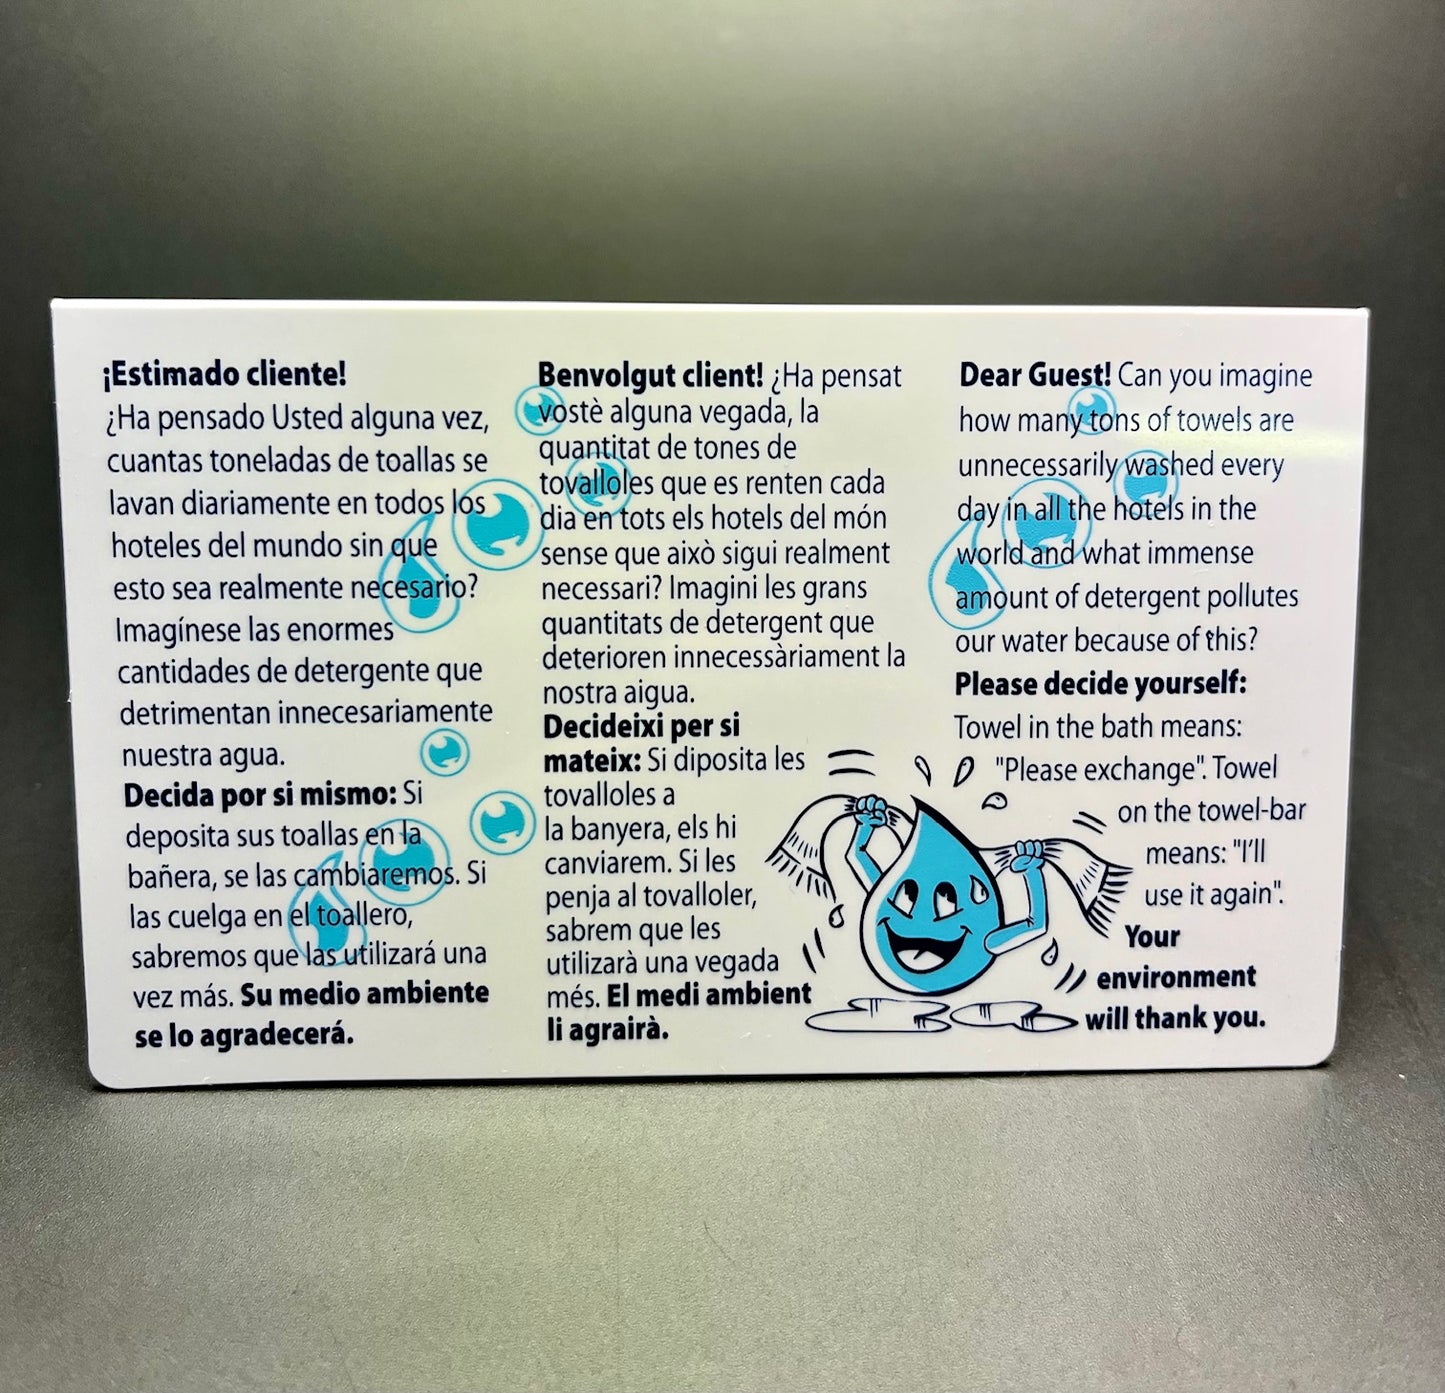 ¡Estimado cliente!
¿Ha pensado Usted alguna vez,
cuantas toneladas de toallas se
lavan diariamente en todos los
hoteles del mundo sin que
esto sea realmente necesario?
Imagínese las enormes
cantidades de detergente que
detrimentan innecesariamente
nuestra agua.
Decida por si mismo: Si
deposita sus toallas en la
bañera, se las cambiaremos. Si
las cuelga en el toallero,
sabremos que las utilizará una
vez más. Su medio ambiente
se lo agradecerá.
Benvolgut client! ¿Ha pensat
vostè alguna vegada, la
quantitat de tones de
tovalloles que es renten cada
dia en tots els hotels del món
sense que això sigui realment
necessari? Imagini les grans
quantitats de detergent que
deterioren innecessàriament la
nostra aigua.
Decideixi per si
mateix: Si diposita les
tovalloles a
la banyera, els hi
canviarem. Si les
penja al tovalloler,
sabrem que les
utilizarà una vegada
més. El medi ambient
li agrairà.
Dear Guest! Can you imagine
how many tons of towels are
unnecessarily washed every
day in all the hotels in the
world and what immense
amount of detergent pollutes
our water because of this?
Please decide yourself:
Towel in the bath means:
"Please exchange". Towel
on the towel-bar
means: "I'll
use it again".
Your
environment
will thank you.